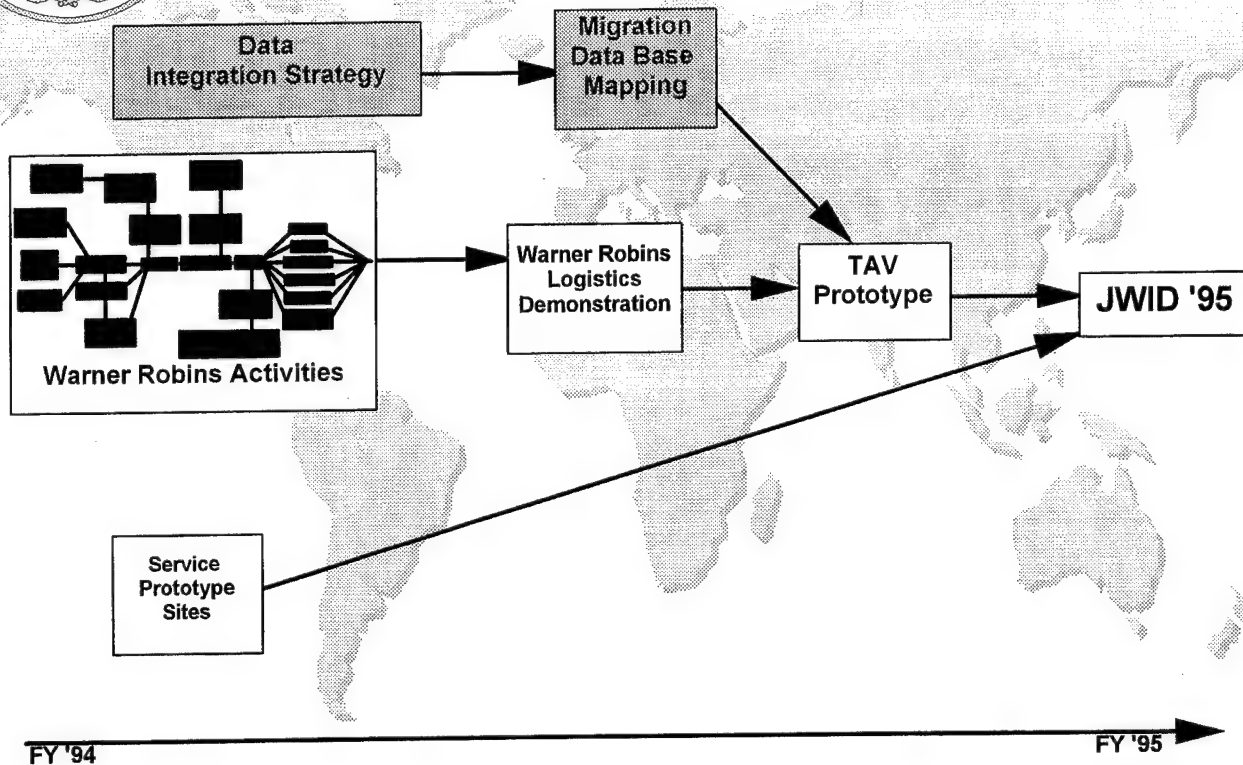 Data
Integration Strategy
Migration
Data Base
Mapping
Warner Robins Activities
Warner Robins
Logistics
Demonstration
TAV
Prototype
JWID '95
Service
Prototype
Sites
FY '94
FY '95